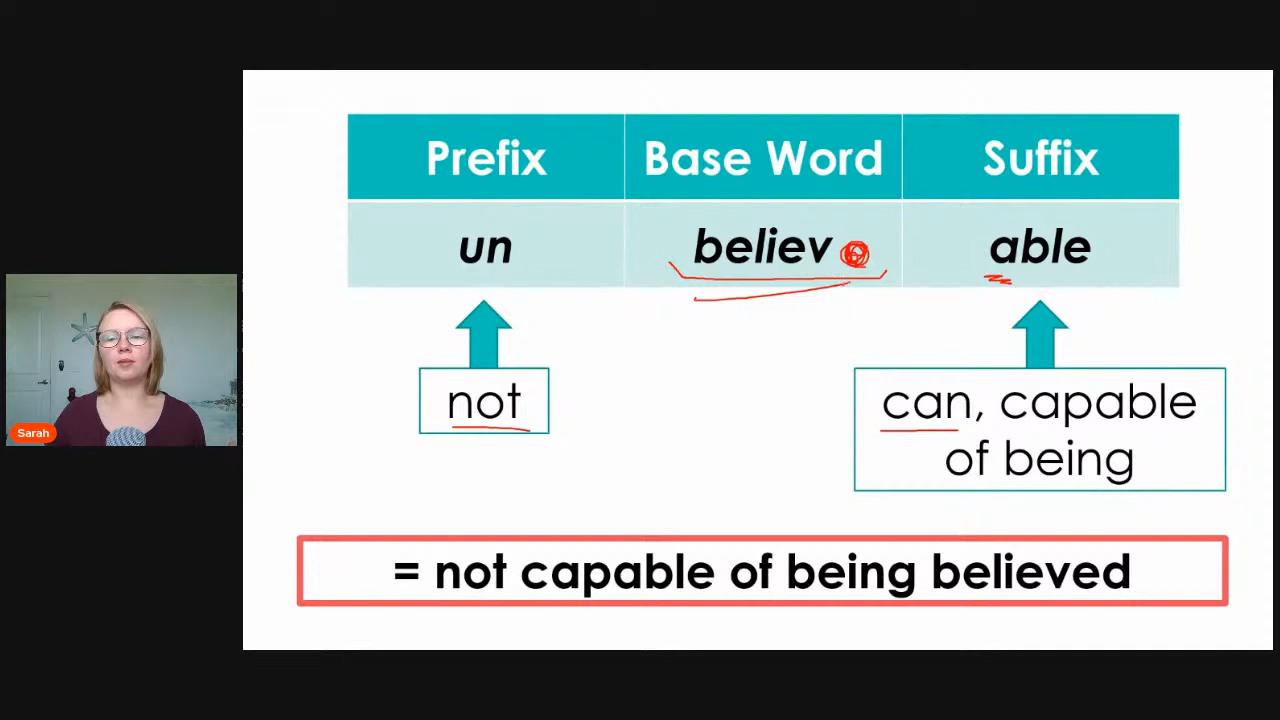 Prefix Base Word Suffix
un believ able
not
can, capable
of being
= not capable of being believed
Sarah